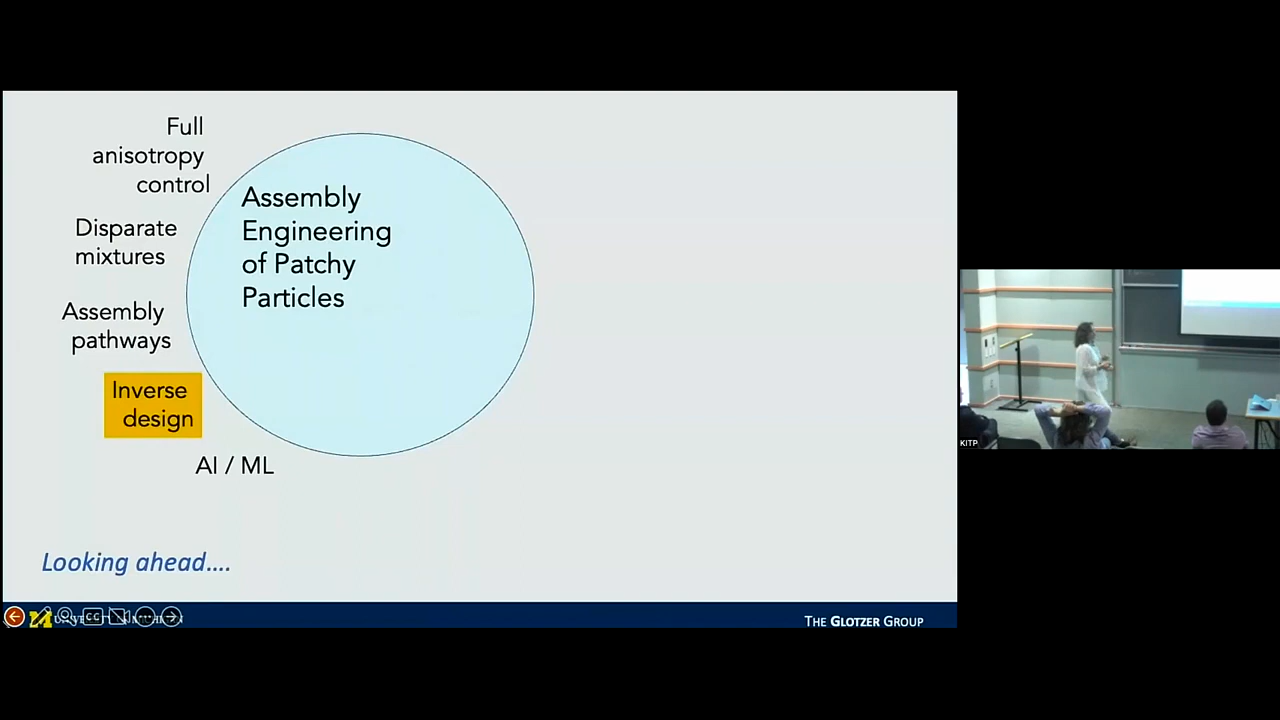 Full
anisotropy
control
Disparate
mixtures
Assembly
pathways
Inverse
design
AI / ML
Assembly
Engineering
of Patchy
Particles
Looking ahead....
CC
THE GLOTZER GROUP
KITP